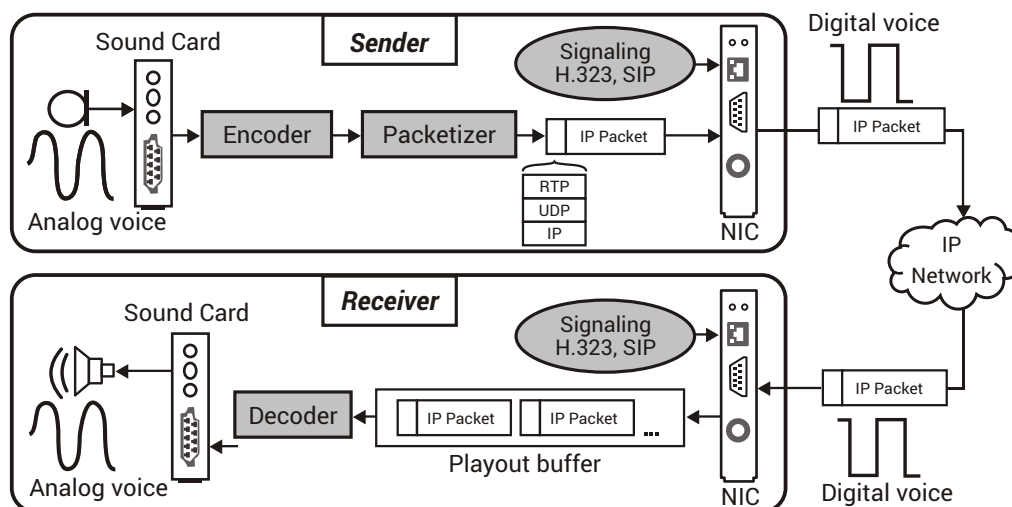 Sender
Sound Card
Signaling
H.323, SIP
Digital voice
Encoder
Packetizer
IP Packet
IP Packet
RTP
UDP
IP
Analog voice
NIC
IP
Network
Receiver
Sound Card
Signaling
H.323, SIP
Decoder
IP Packet
IP Packet
...
IP Packet
Playout buffer
Analog voice
NIC
Digital voice